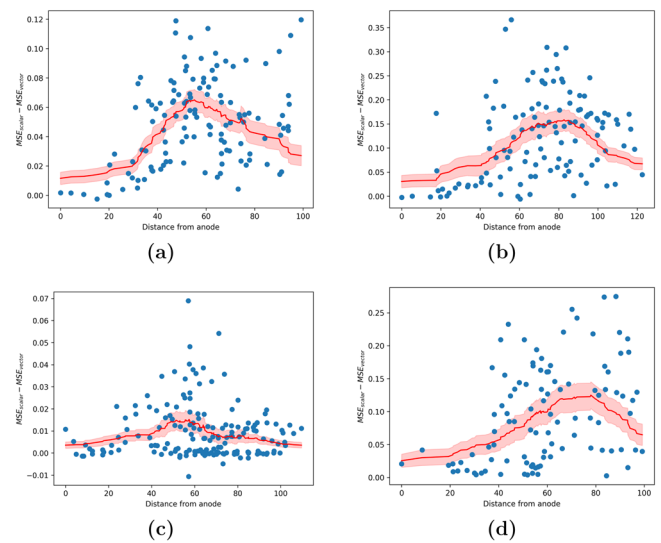 0.12
0.10
0.08
0.06
0.04
0.02
0.00
MSE_scalar − MSE_vector
0 20 40 60 80 100
Distance from anode
(a)
0.35
0.30
0.25
0.20
0.15
0.10
0.05
0.00
MSE_scalar − MSE_vector
0 20 40 60 80 100 120
Distance from anode
(b)
0.07
0.06
0.05
0.04
0.03
0.02
0.01
0.00
−0.01
MSE_scalar − MSE_vector
0 20 40 60 80 100
Distance from anode
(c)
0.25
0.20
0.15
0.10
0.05
0.00
MSE_scalar − MSE_vector
0 20 40 60 80 100
Distance from anode
(d)